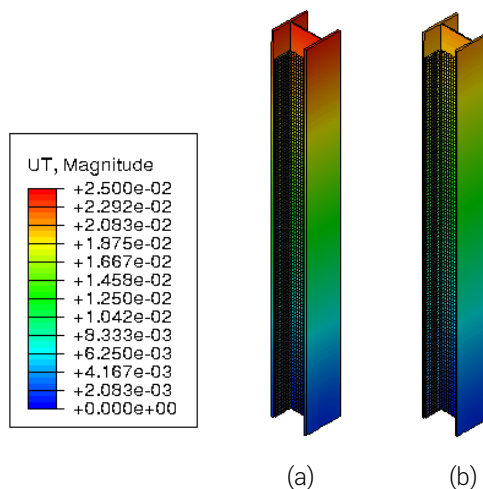 UT, Magnitude
+2.500e-02
+2.292e-02
+2.083e-02
+1.875e-02
+1.667e-02
+1.458e-02
+1.250e-02
+1.042e-02
+8.333e-03
+6.250e-03
+4.167e-03
+2.083e-03
+0.000e+00
(a) (b)